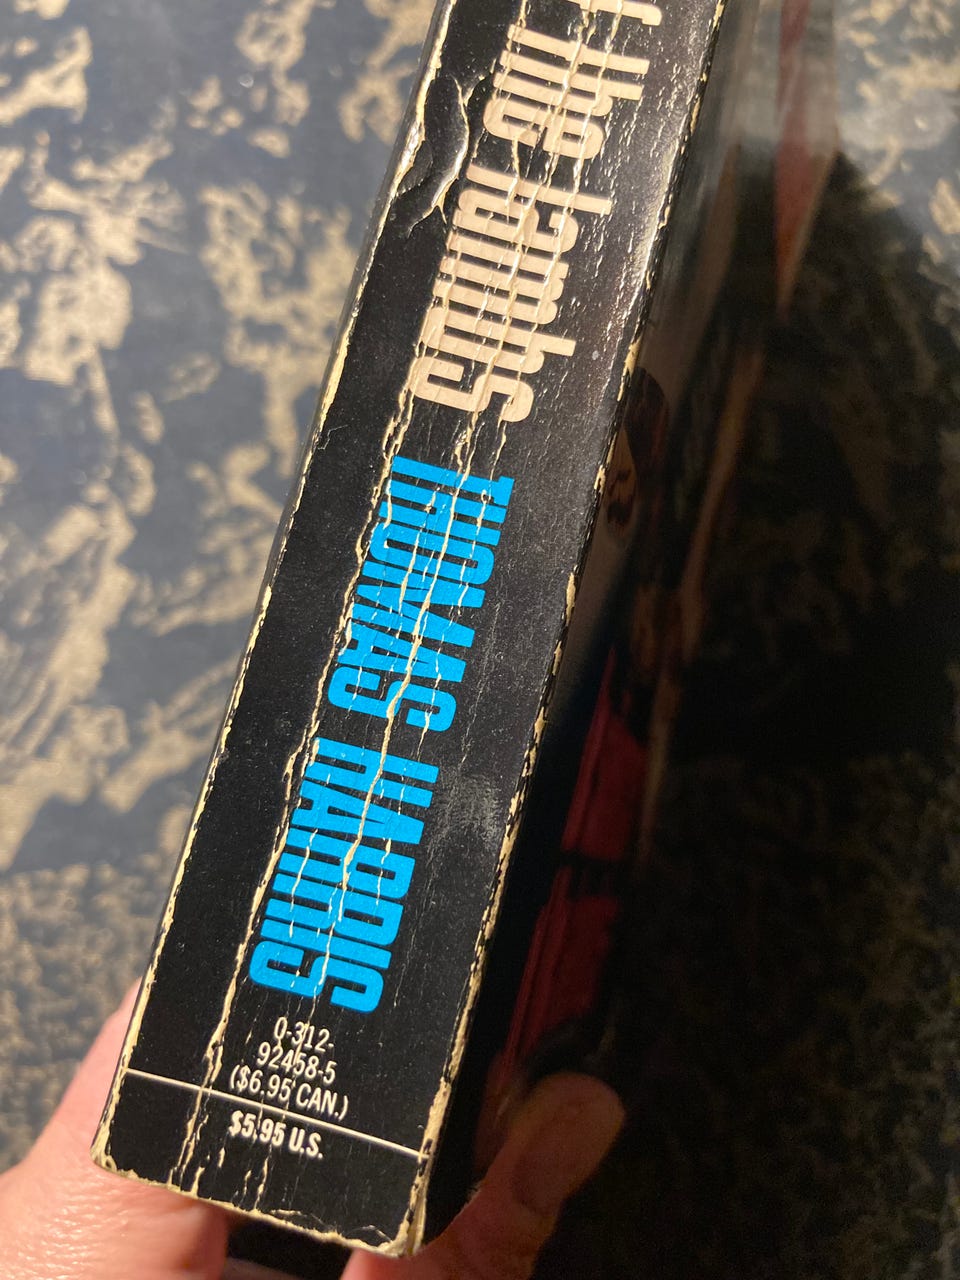 f the lambs
THOMAS HARRIS
0-312-
92458-5
($6.95 CAN.)
$5.95 U.S.